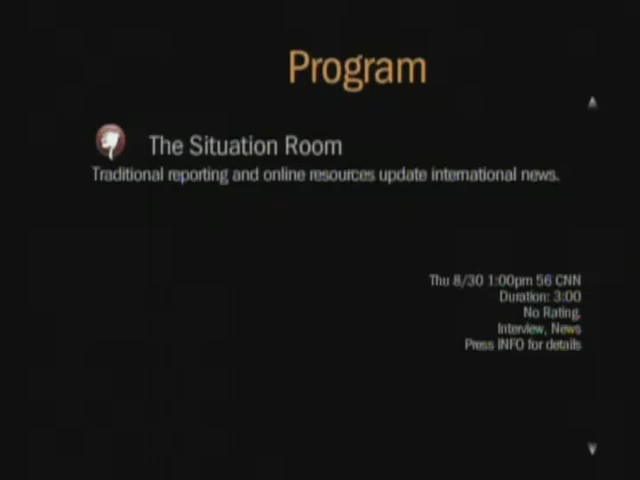 Program
The Situation Room
Traditional reporting and online resources update international news.
Thu 8/30 1:00pm 56 CNN
Duration: 3:00
No Rating.
Interview, News
Press INFO for details